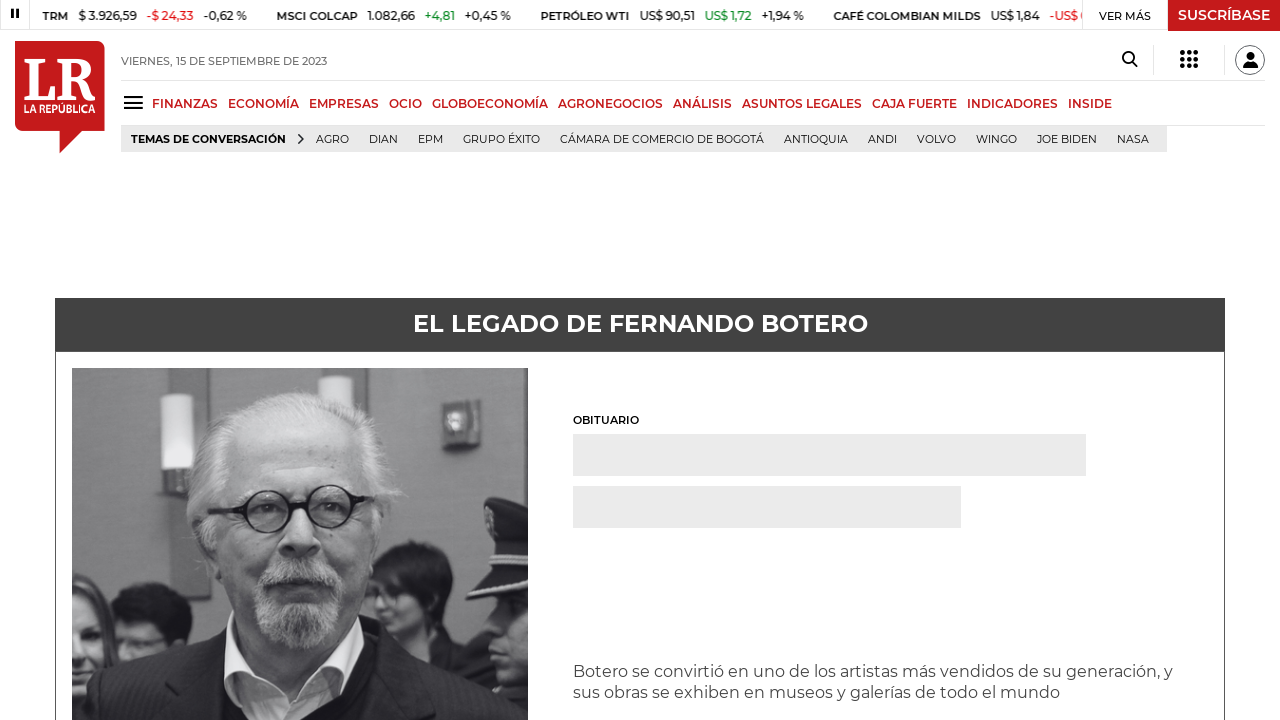 TRM $ 3.926,59 -$ 24,33 -0,62 % MSCI COLCAP 1.082,66 +4,81 +0,45 % PETRÓLEO WTI US$ 90,51 US$ 1,72 +1,94 % CAFÉ COLOMBIAN MILDS US$ 1,84 -US$ VER MÁS SUSCRÍBASE
LR
LA REPÚBLICA
VIERNES, 15 DE SEPTIEMBRE DE 2023
FINANZAS ECONOMÍA EMPRESAS OCIO GLOBOECONOMÍA AGRONEGOCIOS ANÁLISIS ASUNTOS LEGALES CAJA FUERTE INDICADORES INSIDE
TEMAS DE CONVERSACIÓN AGRO DIAN EPM GRUPO ÉXITO CÁMARA DE COMERCIO DE BOGOTÁ ANTIOQUIA ANDI VOLVO WINGO JOE BIDEN NASA
EL LEGADO DE FERNANDO BOTERO
OBITUARIO
Botero se convirtió en uno de los artistas más vendidos de su generación, y
sus obras se exhiben en museos y galerías de todo el mundo